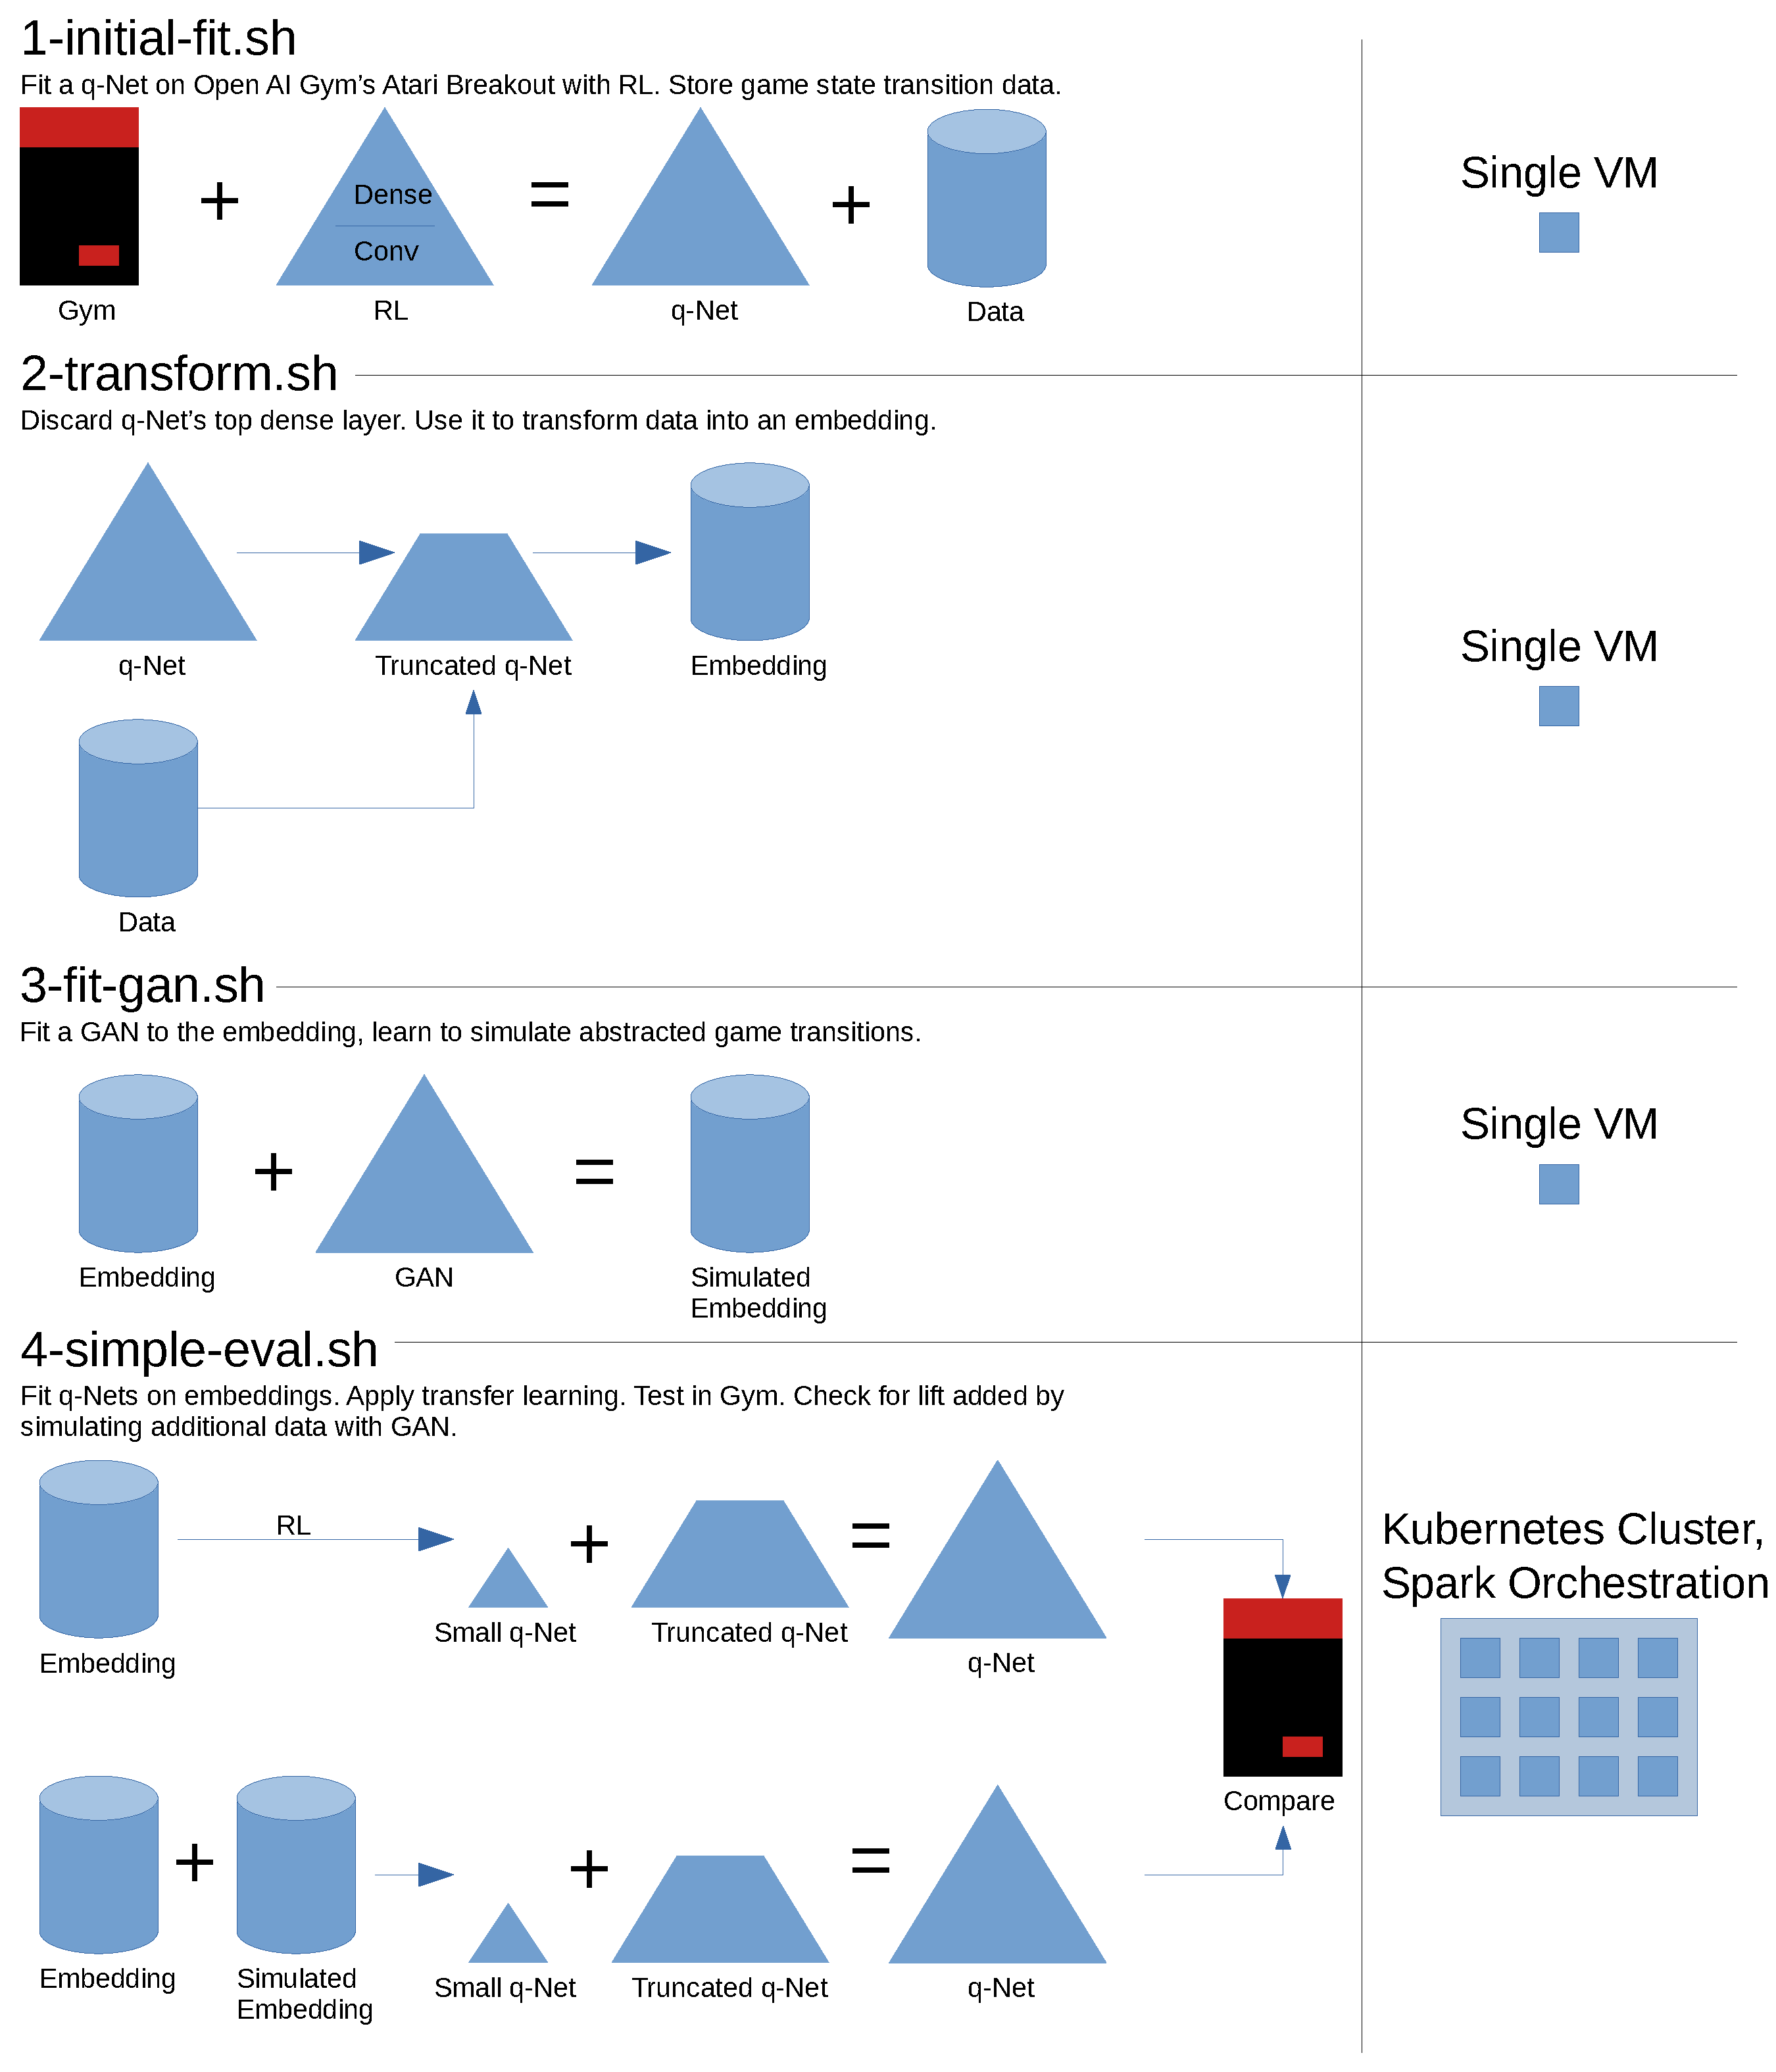 1-initial-fit.sh
Fit a q-Net on Open AI Gym’s Atari Breakout with RL. Store game state transition data.
Dense
Conv
+
=
+
Gym
RL
q-Net
Data
Single VM
2-transform.sh
Discard q-Net’s top dense layer. Use it to transform data into an embedding.
q-Net
Truncated q-Net
Embedding
Data
Single VM
3-fit-gan.sh
Fit a GAN to the embedding, learn to simulate abstracted game transitions.
+
=
Embedding
GAN
Simulated
Embedding
Single VM
4-simple-eval.sh
Fit q-Nets on embeddings. Apply transfer learning. Test in Gym. Check for lift added by
simulating additional data with GAN.
RL
+
=
Embedding
Small q-Net
Truncated q-Net
q-Net
Compare
+
+
=
Embedding
Simulated
Embedding
Small q-Net
Truncated q-Net
q-Net
Kubernetes Cluster,
Spark Orchestration